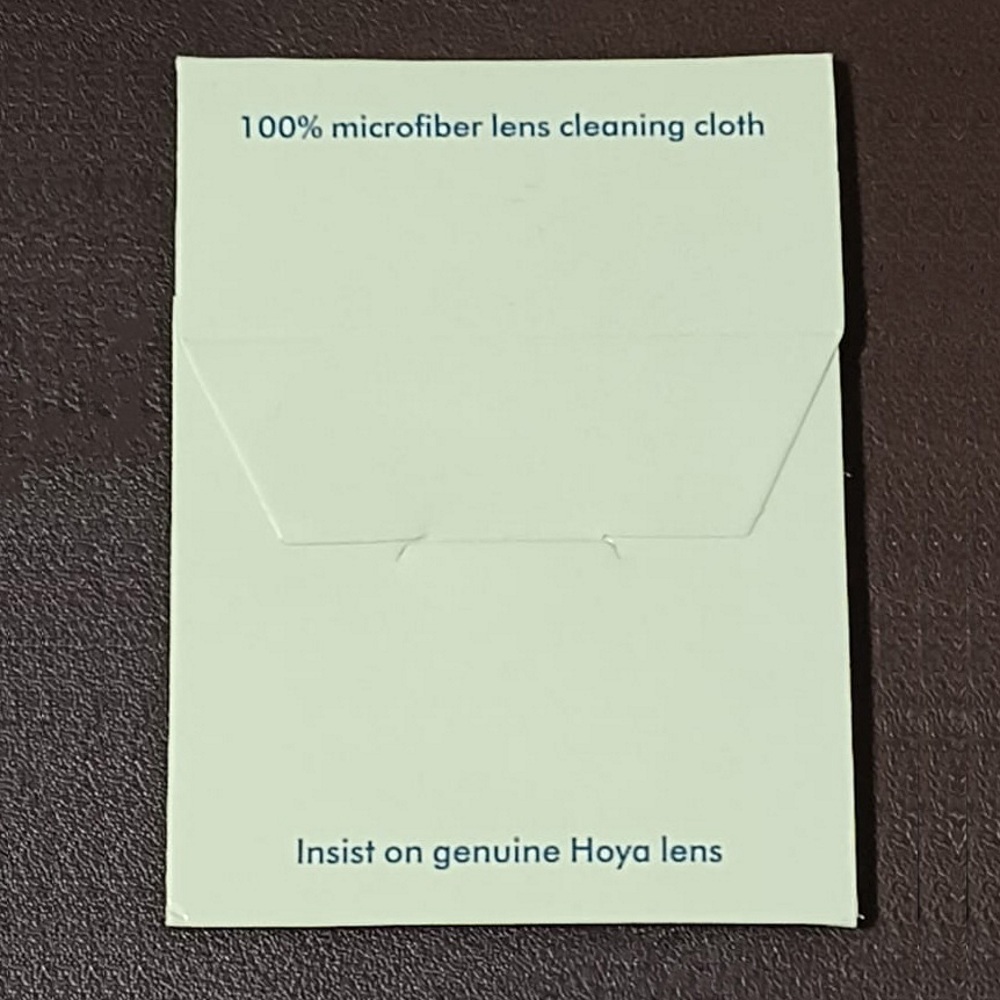 100% microfiber lens cleaning cloth
Insist on genuine Hoya lens